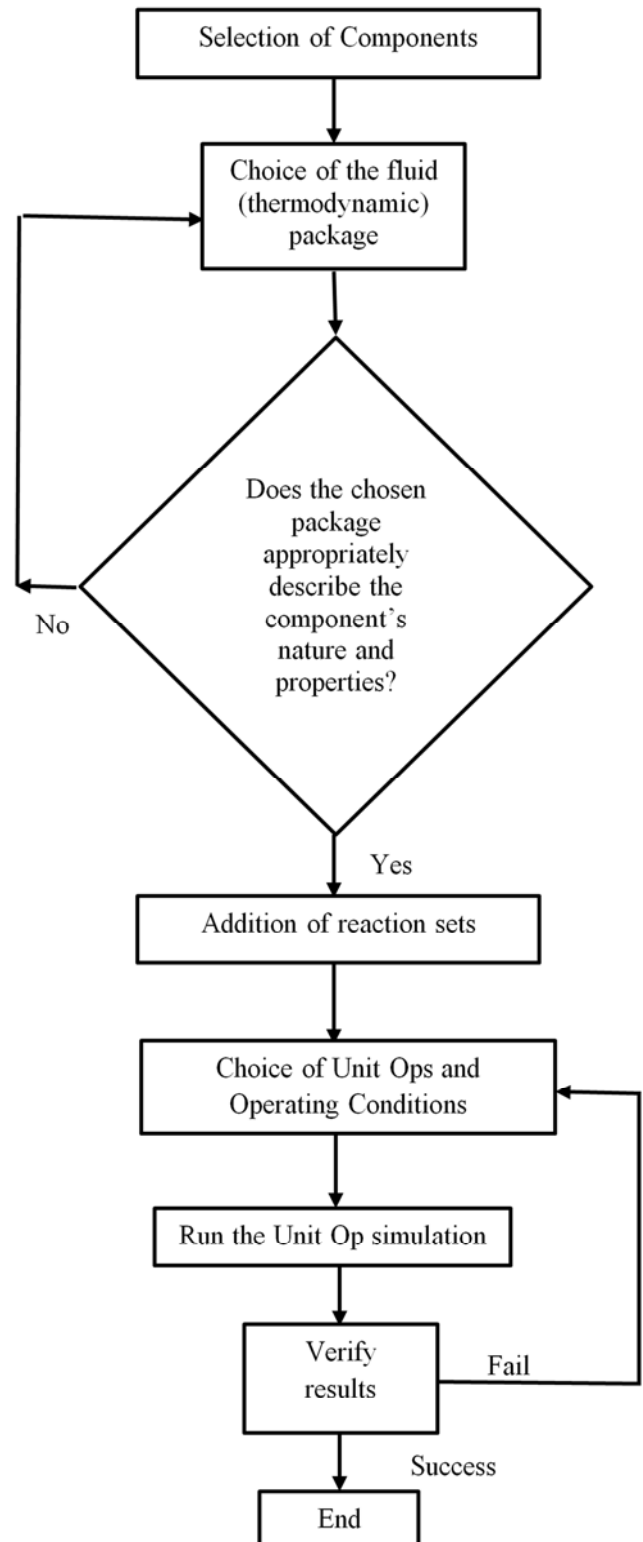 Selection of Components
Choice of the fluid
(thermodynamic)
package
Does the chosen
package
appropriately
describe the
component's
nature and
properties?
No
Yes
Addition of reaction sets
Choice of Unit Ops and
Operating Conditions
Run the Unit Op simulation
Verify
results
Fail
Success
End